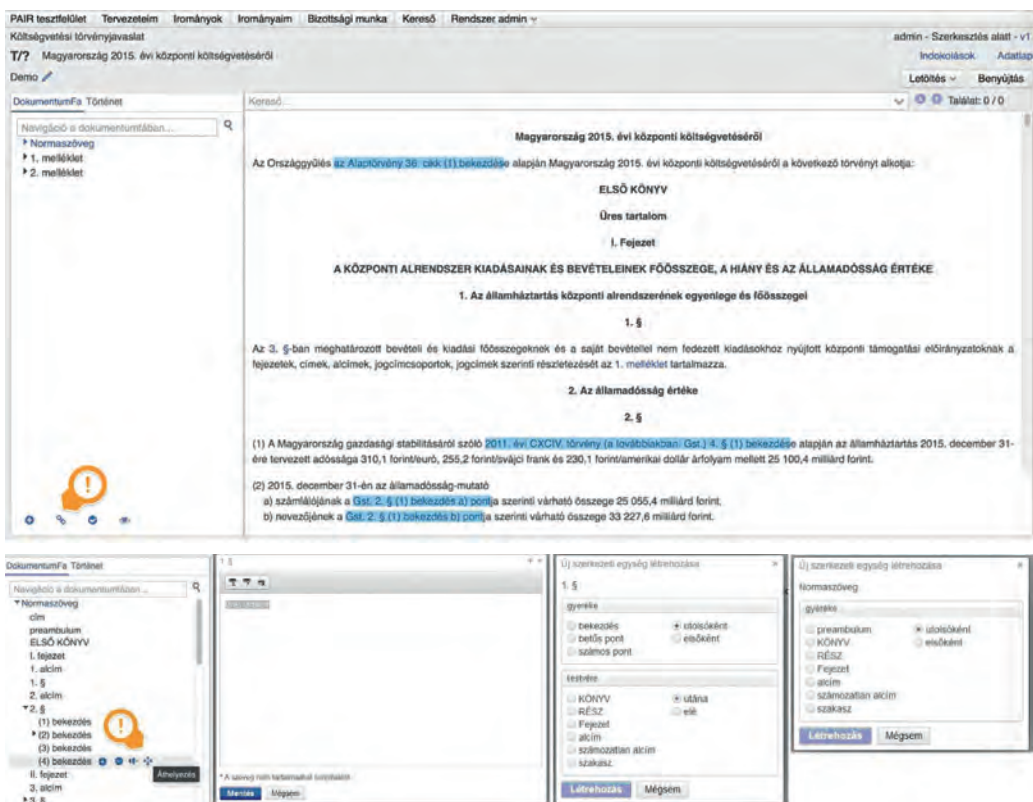 PAIR tesztfelület Tervezeteim Irományok Irományaim Bizottsági munka Kereső Rendszer admin
Költségvetési törvényjavaslat
admin - Szerkesztés alatt - v1
T/? Magyarország 2015. évi központi költségvetéséről
Indokolások Adatlap
Demo
Letöltés Benyújtás
DokumentumFa Történet
Kereső...
Találat: 0 / 0
Navigáció a dokumentumfában...
Normaszöveg
1. melléklet
2. melléklet
Magyarország 2015. évi központi költségvetéséről
Az Országgyűlés az Alaptörvény 36. cikk (1) bekezdése alapján Magyarország 2015. évi központi költségvetéséről a következő törvényt alkotja:
ELSŐ KÖNYV
Üres tartalom
I. Fejezet
A KÖZPONTI ALRENDSZER KIADÁSAINAK ÉS BEVÉTELEINEK FŐÖSSZEGE, A HIÁNY ÉS AZ ÁLLAMADÓSSÁG ÉRTÉKE
1. Az államháztartás központi alrendszerének egyenlege és főösszegei
1. §
Az 3. §-ban meghatározott bevételi és kiadási főösszegeknek és a saját bevétellel nem fedezett kiadásokhoz nyújtott központi támogatási előirányzatoknak a
fejezetek, címek, alcímek, jogcímcsoportok, jogcímek szerinti részletezését az 1. melléklet tartalmazza.
2. Az államadósság értéke
2. §
(1) A Magyarország gazdasági stabilitásáról szóló 2011. évi CXCIV. törvény (a továbbiakban: Gst.) 4. § (1) bekezdése alapján az államháztartás 2015. december 31-
ére tervezett adóssága 310,1 forint/euró, 255,2 forint/svájci frank és 230,1 forint/amerikai dollár árfolyam mellett 25 100,4 milliárd forint.
(2) 2015. december 31-én az államadósság-mutató
a) számlálójának a Gst. 2. § (1) bekezdés a) pontja szerinti várható összege 25 055,4 milliárd forint,
b) nevezőjének a Gst. 2. § (1) bekezdés b) pontja szerinti várható összege 33 227,6 milliárd forint.
!
DokumentumFa Történet
Navigáció a dokumentumfában...
Normaszöveg
cím
preambulum
ELSŐ KÖNYV
I. fejezet
1. alcím
1. §
2. alcím
2. §
(1) bekezdés
(2) bekezdés
(3) bekezdés
(4) bekezdés
!
Áthelyezés
II. fejezet
3. alcím
3. §
1. §
Mentés Mégsem
Új szerkezeti egység létrehozása
1. §
gyereke
bekezdés utolsóként
betűs pont elsőként
számos pont
testvére
KÖNYV utána
RÉSZ elé
Fejezet
alcím
számozatlan alcím
szakasz
Létrehozás Mégsem
Új szerkezeti egység létrehozása
Normaszöveg
gyereke
preambulum utolsóként
KÖNYV elsőként
RÉSZ
Fejezet
alcím
számozatlan alcím
szakasz
Létrehozás Mégsem